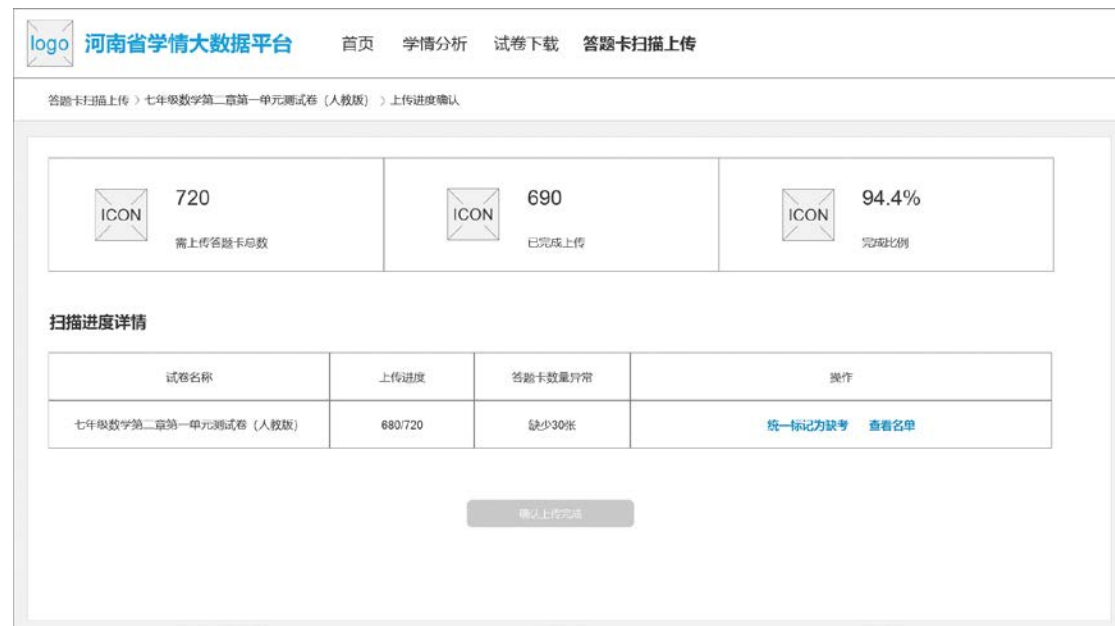 logo 河南省学情大数据平台 首页 学情分析 试卷下载 答题卡扫描上传
答题卡扫描上传 > 七年级数学第二章第一单元测试卷（人教版） > 上传进度确认
ICON 720 ICON 690 ICON 94.4%
需上传答题卡总数 已完成上传 完成比例
扫描进度详情
试卷名称 上传进度 答题卡数量异常 操作
七年级数学第二章第一单元测试卷（人教版） 680/720 缺少30张 统一标记为缺考 查看名单
确认上传完成